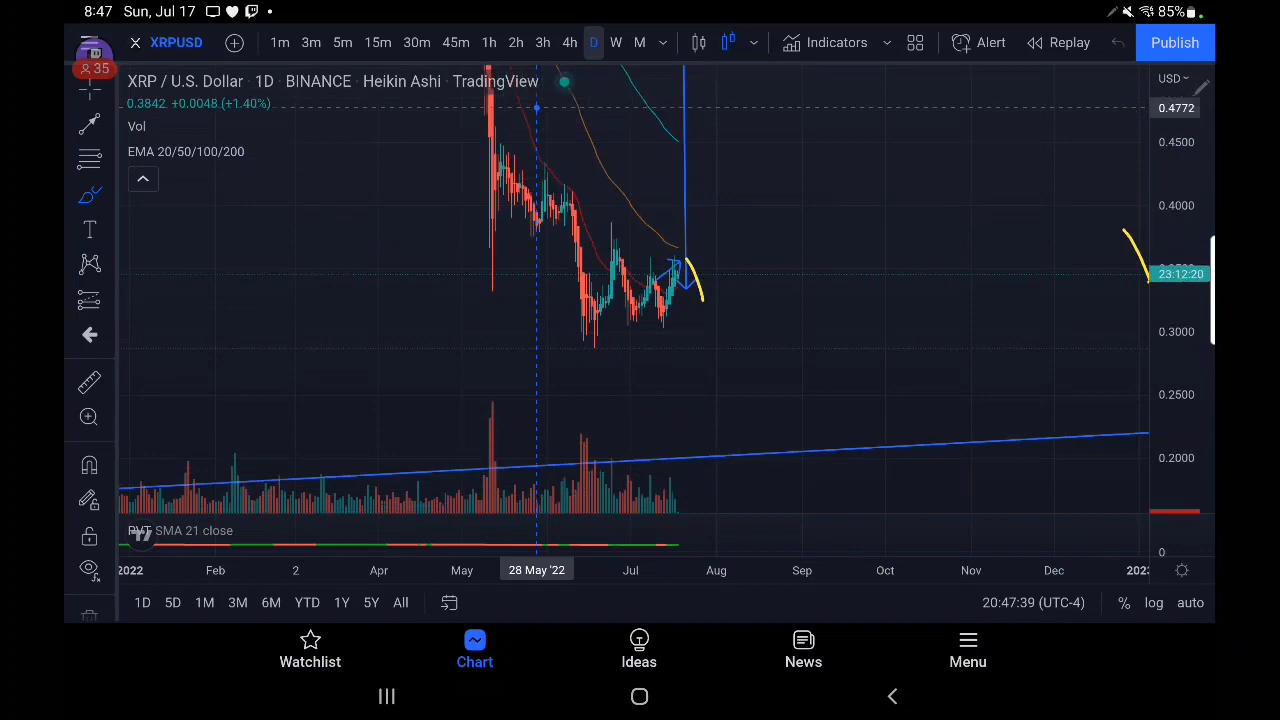 8:47 Sun, Jul 17 85%
35
XRPUSD 1m 3m 5m 15m 30m 45m 1h 2h 3h 4h D W M Indicators Alert Replay Publish
XRP / U.S. Dollar · 1D · BINANCE · Heikin Ashi · TradingView
USD
0.3842 +0.0048 (+1.40%)
0.4772
Vol
0.4500
EMA 20/50/100/200
0.4000
23:12:20
0.3000
0.2500
0.2000
PVT SMA 21 close
0
2022 Feb 2 Apr May 28 May '22 Jul Aug Sep Oct Nov Dec
1D 5D 1M 3M 6M YTD 1Y 5Y All 20:47:39 (UTC-4) % log auto
Watchlist Chart Ideas News Menu